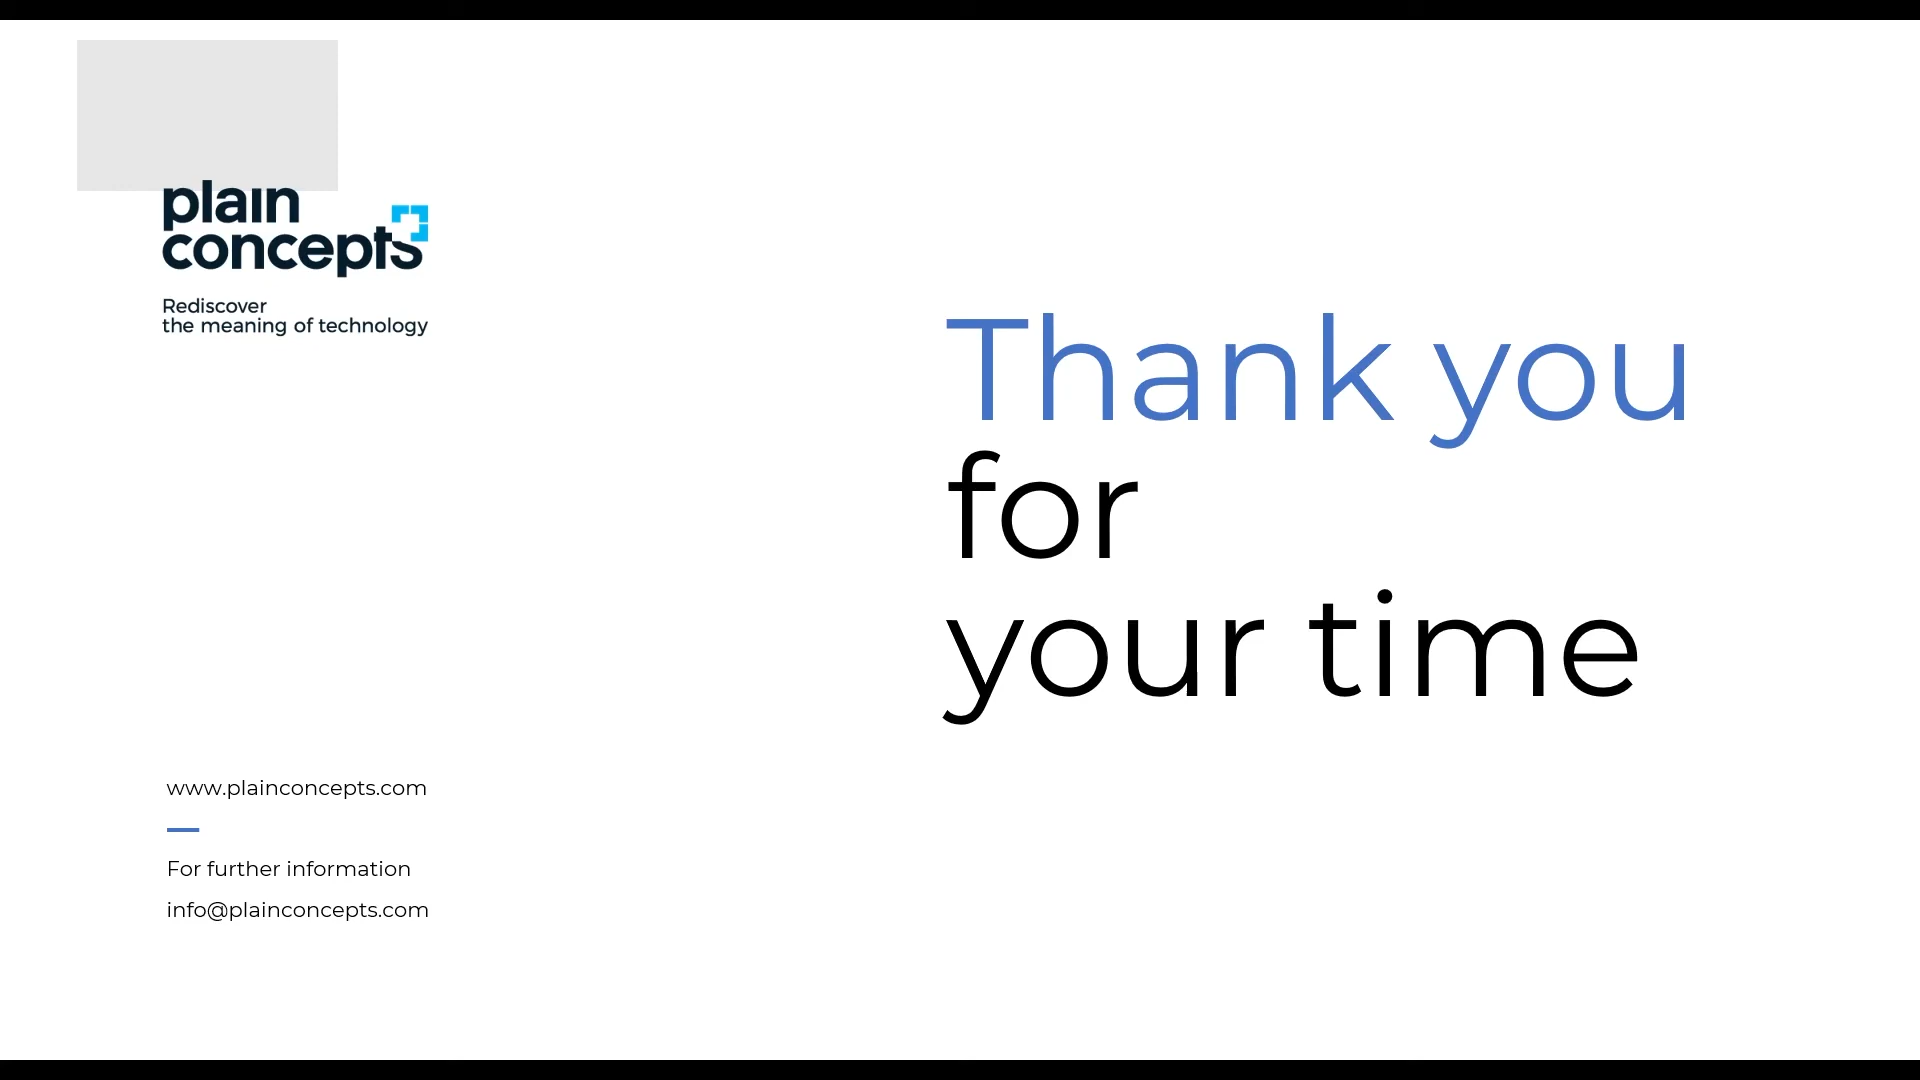 plain
concepts
Rediscover
the meaning of technology
Thank you
for
your time
www.plainconcepts.com
For further information
info@plainconcepts.com